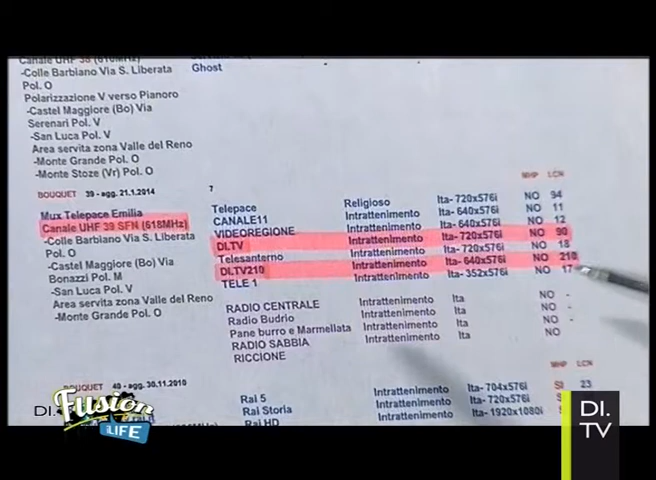 Canale UHF 38 (610MHz)
-Colle Barbiano Via S. Liberata
Pol. O
Polarizzazione V verso Pianoro
-Castel Maggiore (Bo) Via
Serenari Pol. V
-San Luca Pol. V
Area servita zona Valle del Reno
-Monte Grande Pol. O
-Monte Stoze (Vr) Pol. O
Ghost
BOUQUET 39 - agg. 21.1.2014 7
MHP LCN
Mux Telepace Emilia
Canale UHF 39 SFN (618MHz)
-Colle Barbiano Via S. Liberata
Pol. O
-Castel Maggiore (Bo) Via
Bonazzi Pol. M
-San Luca Pol. V
Area servita zona Valle del Reno
-Monte Grande Pol. O
Telepace Religioso Ita- 720x576i NO 94
CANALE11 Intrattenimento Ita- 640x576i NO 11
VIDEOREGIONE Intrattenimento Ita- 640x576i NO 12
DLTV Intrattenimento Ita- 720x576i NO 90
Telesanterno Intrattenimento Ita- 720x576i NO 18
DLTV210 Intrattenimento Ita- 640x576i NO 210
TELE 1 Intrattenimento Ita- 352x576i NO 17
RADIO CENTRALE Intrattenimento Ita NO -
Radio Budrio Intrattenimento Ita NO -
Pane burro e Marmellata Intrattenimento Ita NO -
RADIO SABBIA Intrattenimento Ita NO
RICCIONE
MHP LCN
BOUQUET 40 - agg. 30.11.2010
Rai 5 Intrattenimento Ita- 704x576i SI 23
Rai Storia Intrattenimento Ita- 720x576i
Rai HD Intrattenimento Ita- 1920x1080i
Fusion
iLIFE
DI.
TV